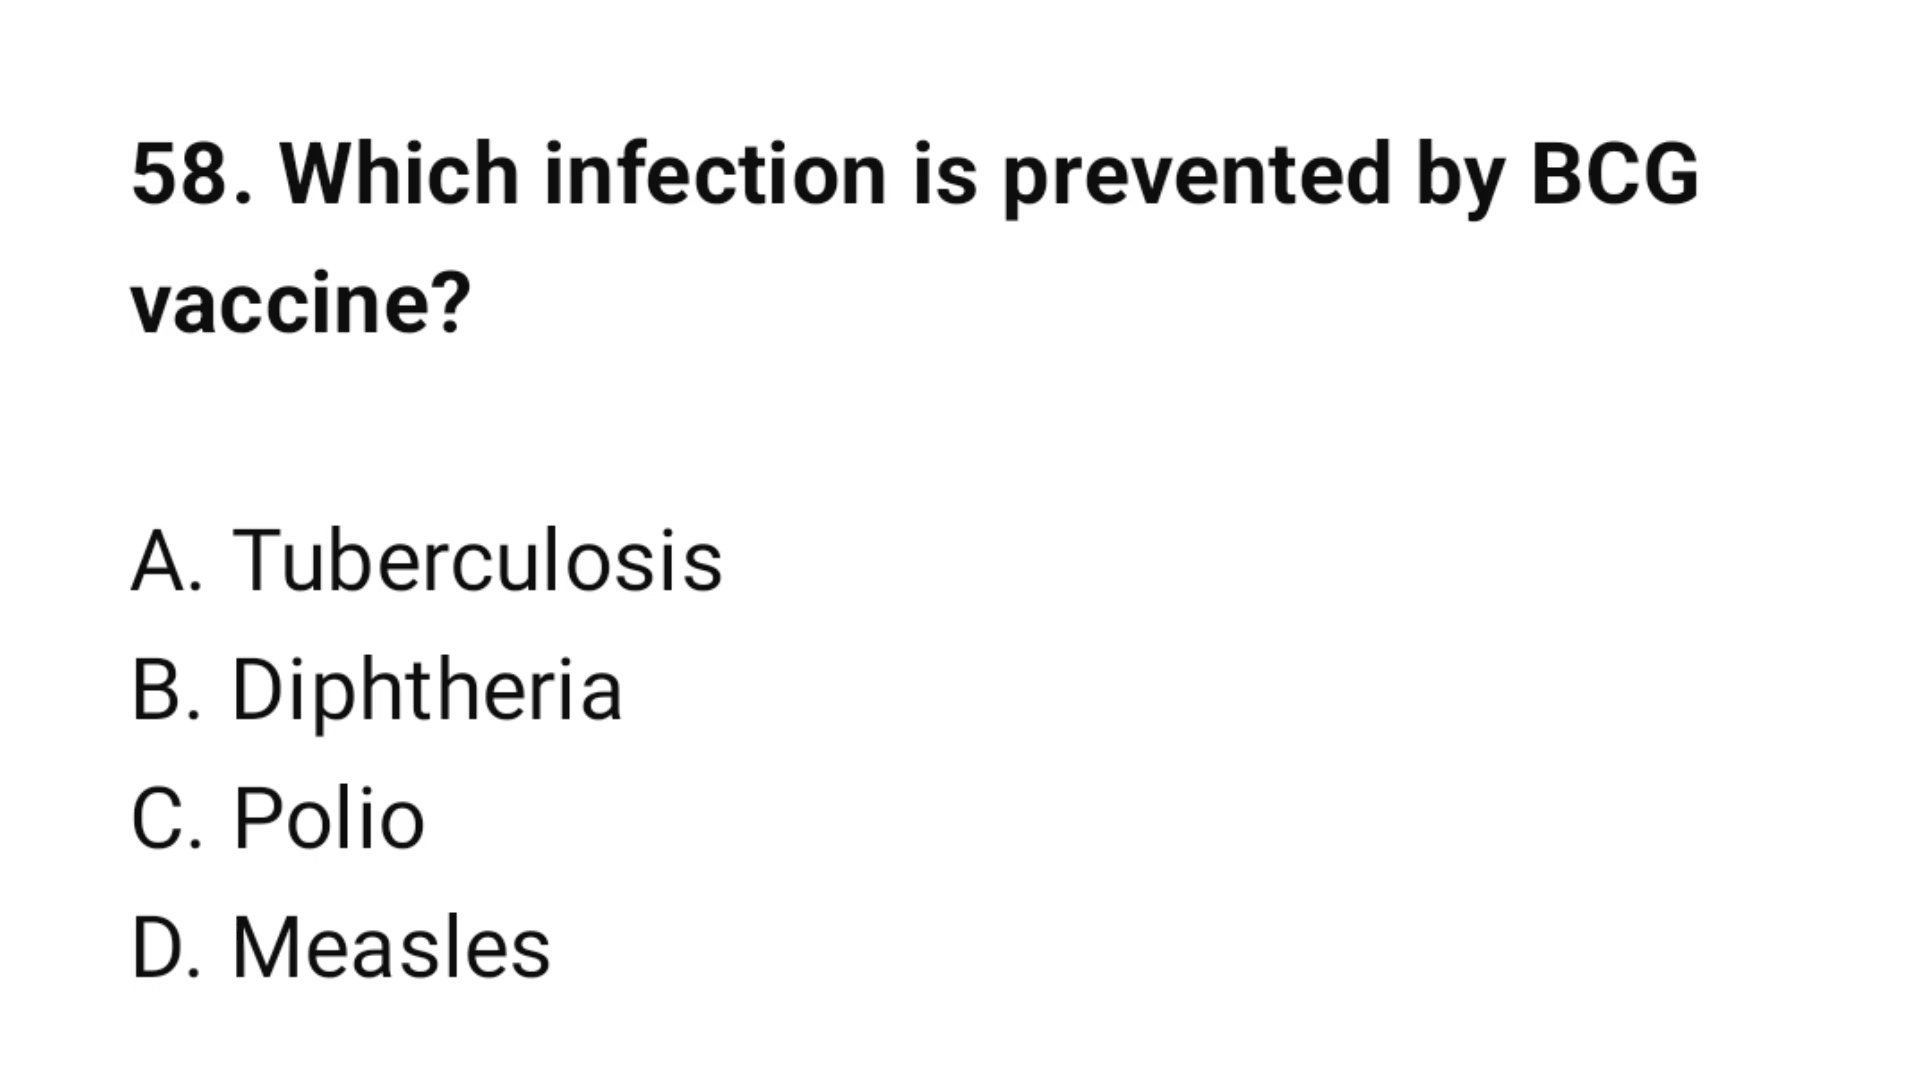 58. Which infection is prevented by BCG
vaccine?
A. Tuberculosis
B. Diphtheria
C. Polio
D. Measles